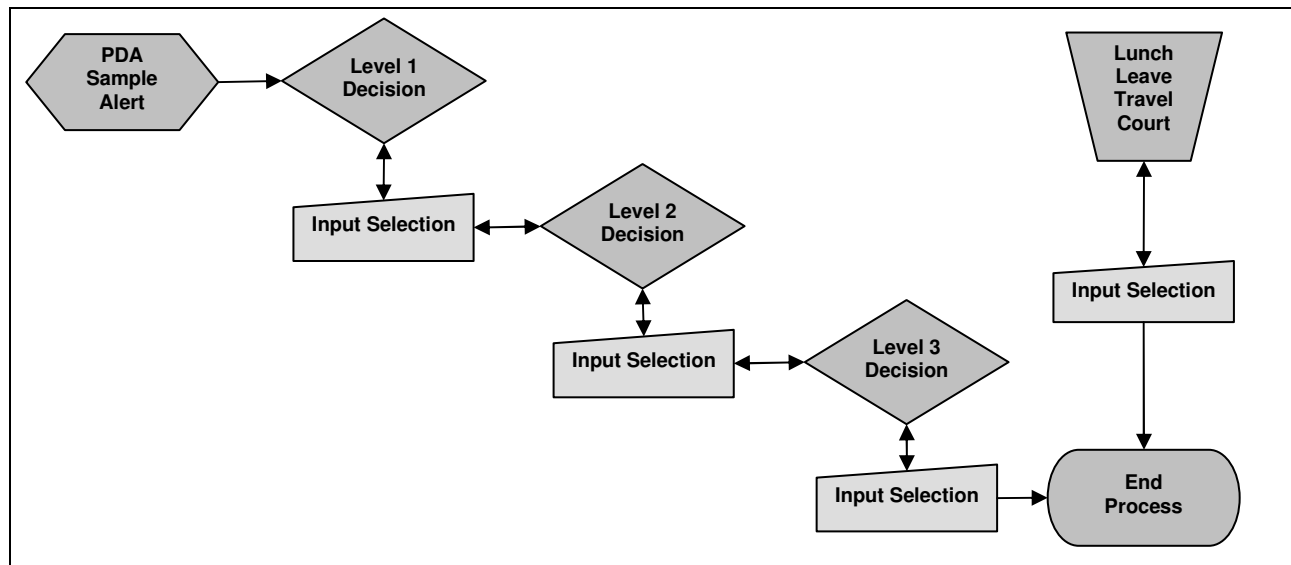 PDA
Sample
Alert
Level 1
Decision
Lunch
Leave
Travel
Court
Input Selection
Level 2
Decision
Input Selection
Input Selection
Level 3
Decision
Input Selection
End
Process